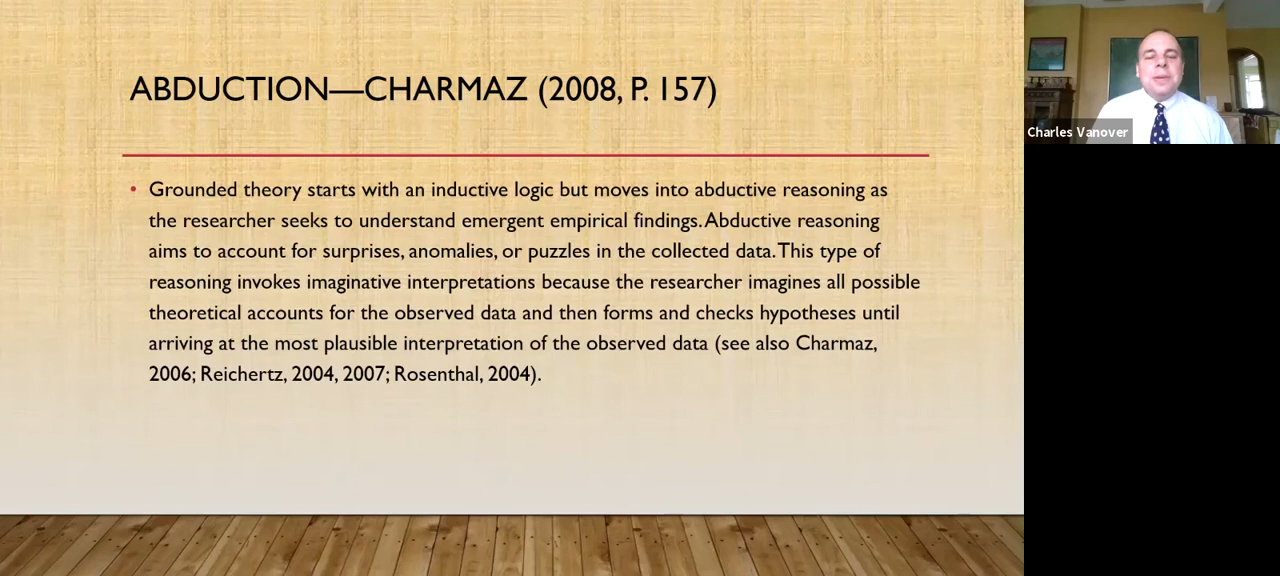 ABDUCTION—CHARMAZ (2008, P. 157)
• Grounded theory starts with an inductive logic but moves into abductive reasoning as
the researcher seeks to understand emergent empirical findings. Abductive reasoning
aims to account for surprises, anomalies, or puzzles in the collected data. This type of
reasoning invokes imaginative interpretations because the researcher imagines all possible
theoretical accounts for the observed data and then forms and checks hypotheses until
arriving at the most plausible interpretation of the observed data (see also Charmaz,
2006; Reichertz, 2004, 2007; Rosenthal, 2004).
Charles Vanover